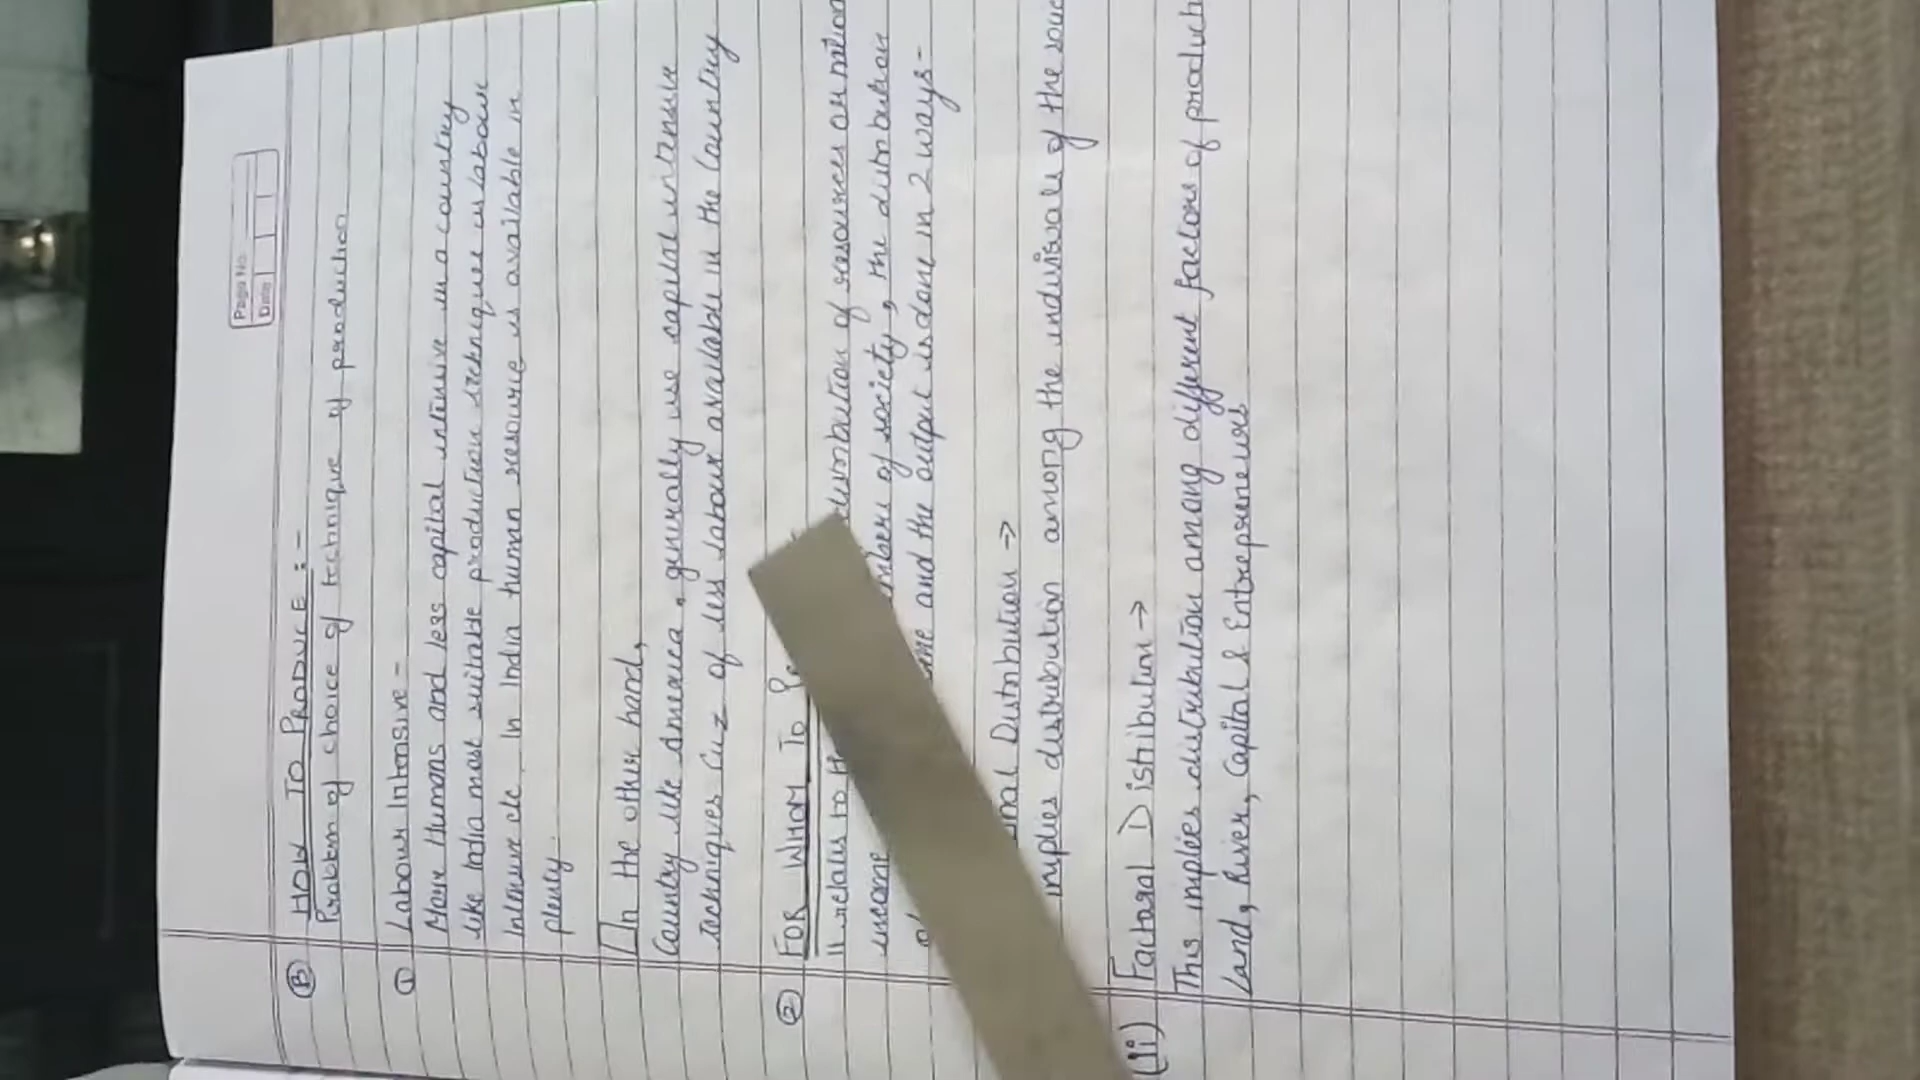 Page No.
Date
(B) HOW TO PRODUCE :-
Problem of choice of technique of production
(1) Labour Intensive -
More Humans and less capital intensive in a country
like India most suitable production techniques is labour
Intensive etc. In India human resource is available in
plenty.
In the other hand,
Country like America, generally use capital intensive
Techniques Cuz of less labour available in the Country
(2) FOR WHOM TO
It relates to distribution of resources or
income of society, the distribution
and the output is done in 2 ways-
Distribution →
implies distribution among the individuals of the
(ii) Factoral Distribution →
This implies distribution among different factors of
Land, River, Capital & Entrepreneurs